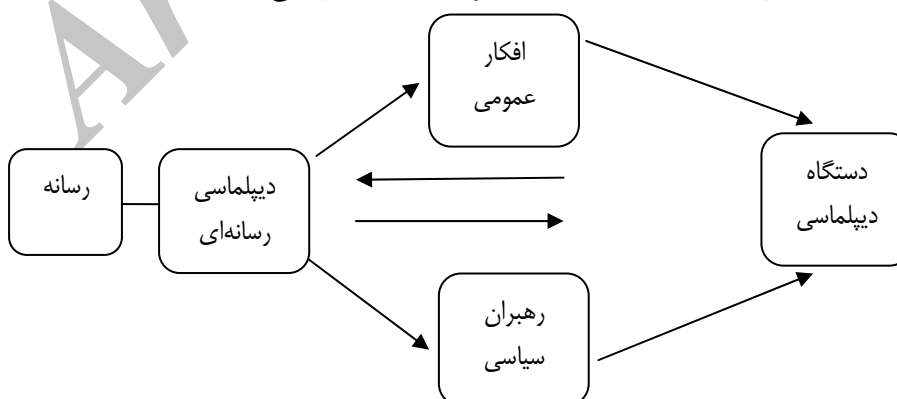 افکار
عمومی
دستگاه
دیپلماسی
رسانه
دیپلماسی
رسانه‌ای
رهبران
سیاسی